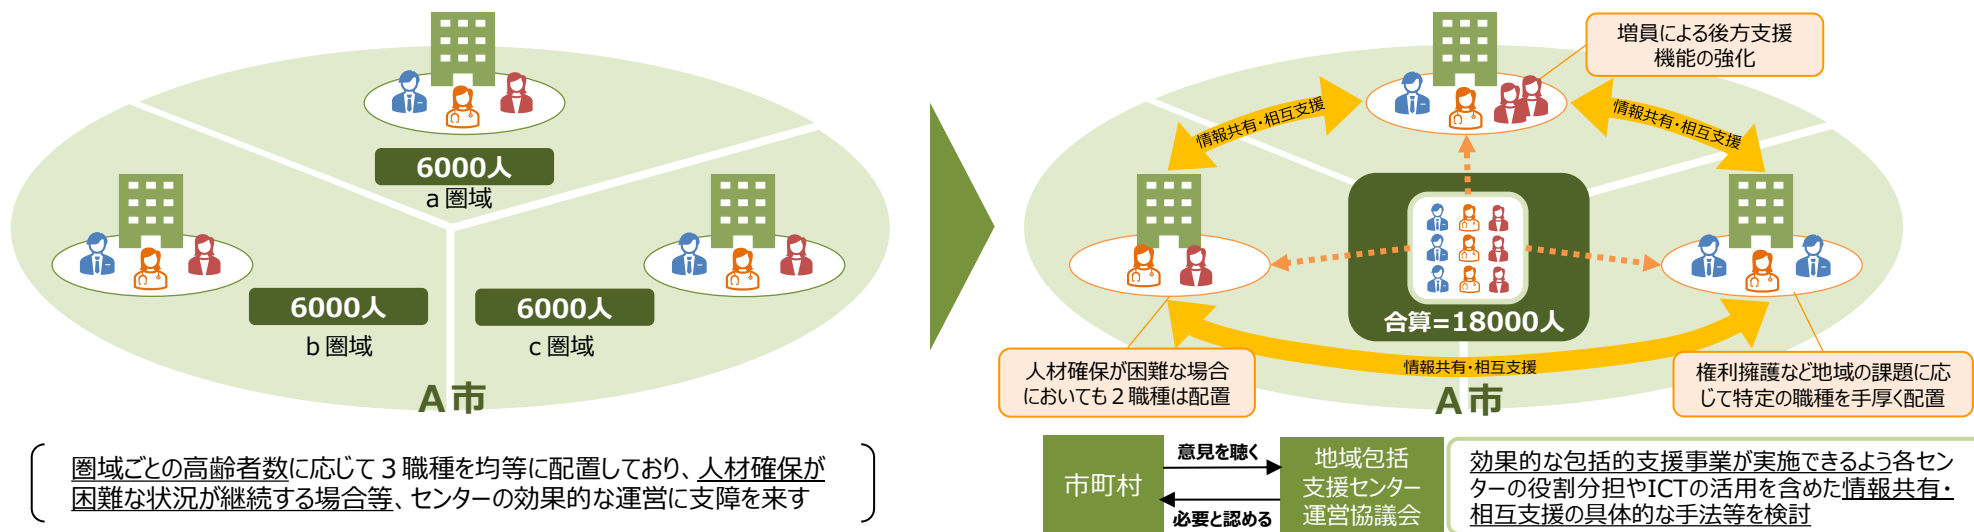 6000人
a 圏域
6000人
b 圏域
6000人
c 圏域
A 市
圏域ごとの高齢者数に応じて３職種を均等に配置しており、人材確保が
困難な状況が継続する場合等、センターの効果的な運営に支障を来す
増員による後方支援
機能の強化
情報共有・相互支援
情報共有・相互支援
合算=18000人
情報共有・相互支援
人材確保が困難な場合
においても２職種は配置
権利擁護など地域の課題に応
じて特定の職種を手厚く配置
A 市
市町村
意見を聴く
必要と認める
地域包括
支援センター
運営協議会
効果的な包括的支援事業が実施できるよう各セン
ターの役割分担やICTの活用を含めた情報共有・
相互支援の具体的な手法等を検討